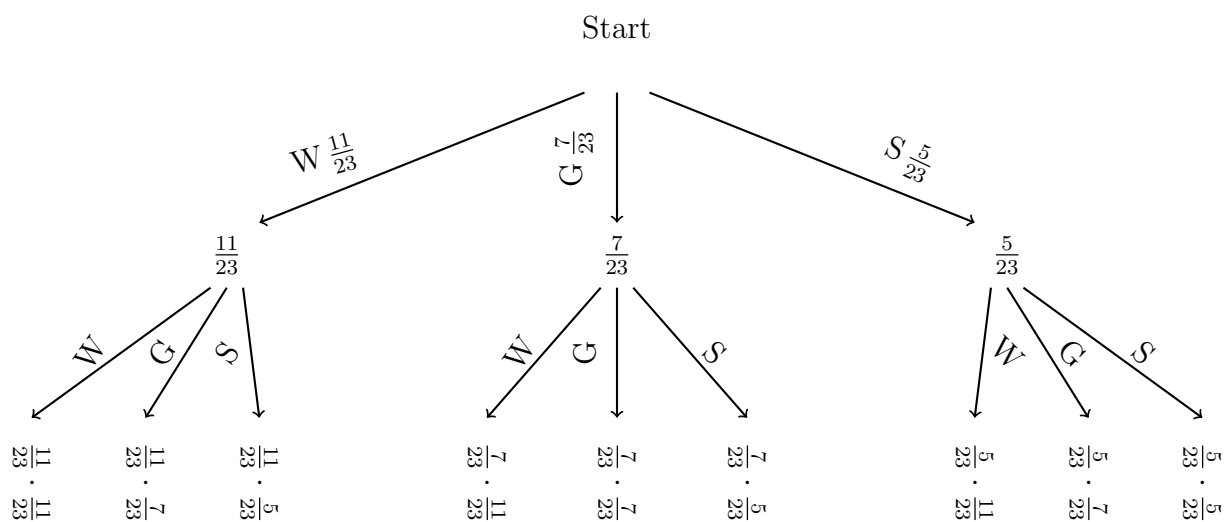 Start
W 11/23
G 7/23
S 5/23
11/23
7/23
5/23
W
G
S
W
G
S
W
G
S
11/23 · 11/23
11/23 · 7/23
11/23 · 5/23
7/23 · 11/23
7/23 · 7/23
7/23 · 5/23
5/23 · 11/23
5/23 · 7/23
5/23 · 5/23